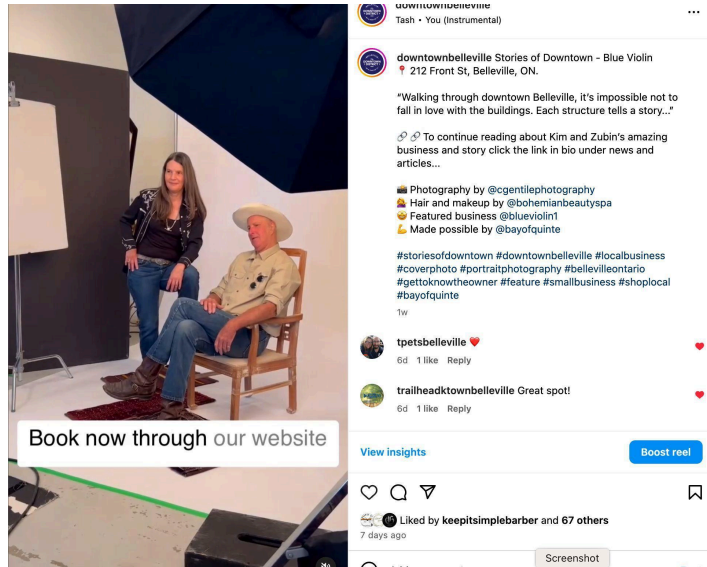 Book now through our website
downtownbelleville
Tash • You (Instrumental)
downtownbelleville Stories of Downtown - Blue Violin
📍 212 Front St, Belleville, ON.
“Walking through downtown Belleville, it's impossible not to
fall in love with the buildings. Each structure tells a story...”
🔗 🔗 To continue reading about Kim and Zubin’s amazing
business and story click the link in bio under news and
articles...
📸 Photography by @cgentilephotography
💇‍♀️ Hair and makeup by @bohemianbeautyspa
🤩 Featured business @blueviolin1
💪 Made possible by @bayofquinte
#storiesofdowntown #downtownbelleville #localbusiness
#coverphoto #portraitphotography #bellevilleontario
#gettoknowtheowner #feature #smallbusiness #shoplocal
#bayofquinte
1w
tpetsbelleville ❤️
6d 1 like Reply
trailheadktownbelleville Great spot!
6d 1 like Reply
View insights
Boost reel
Liked by keepitsimplebarber and 67 others
7 days ago
Screenshot